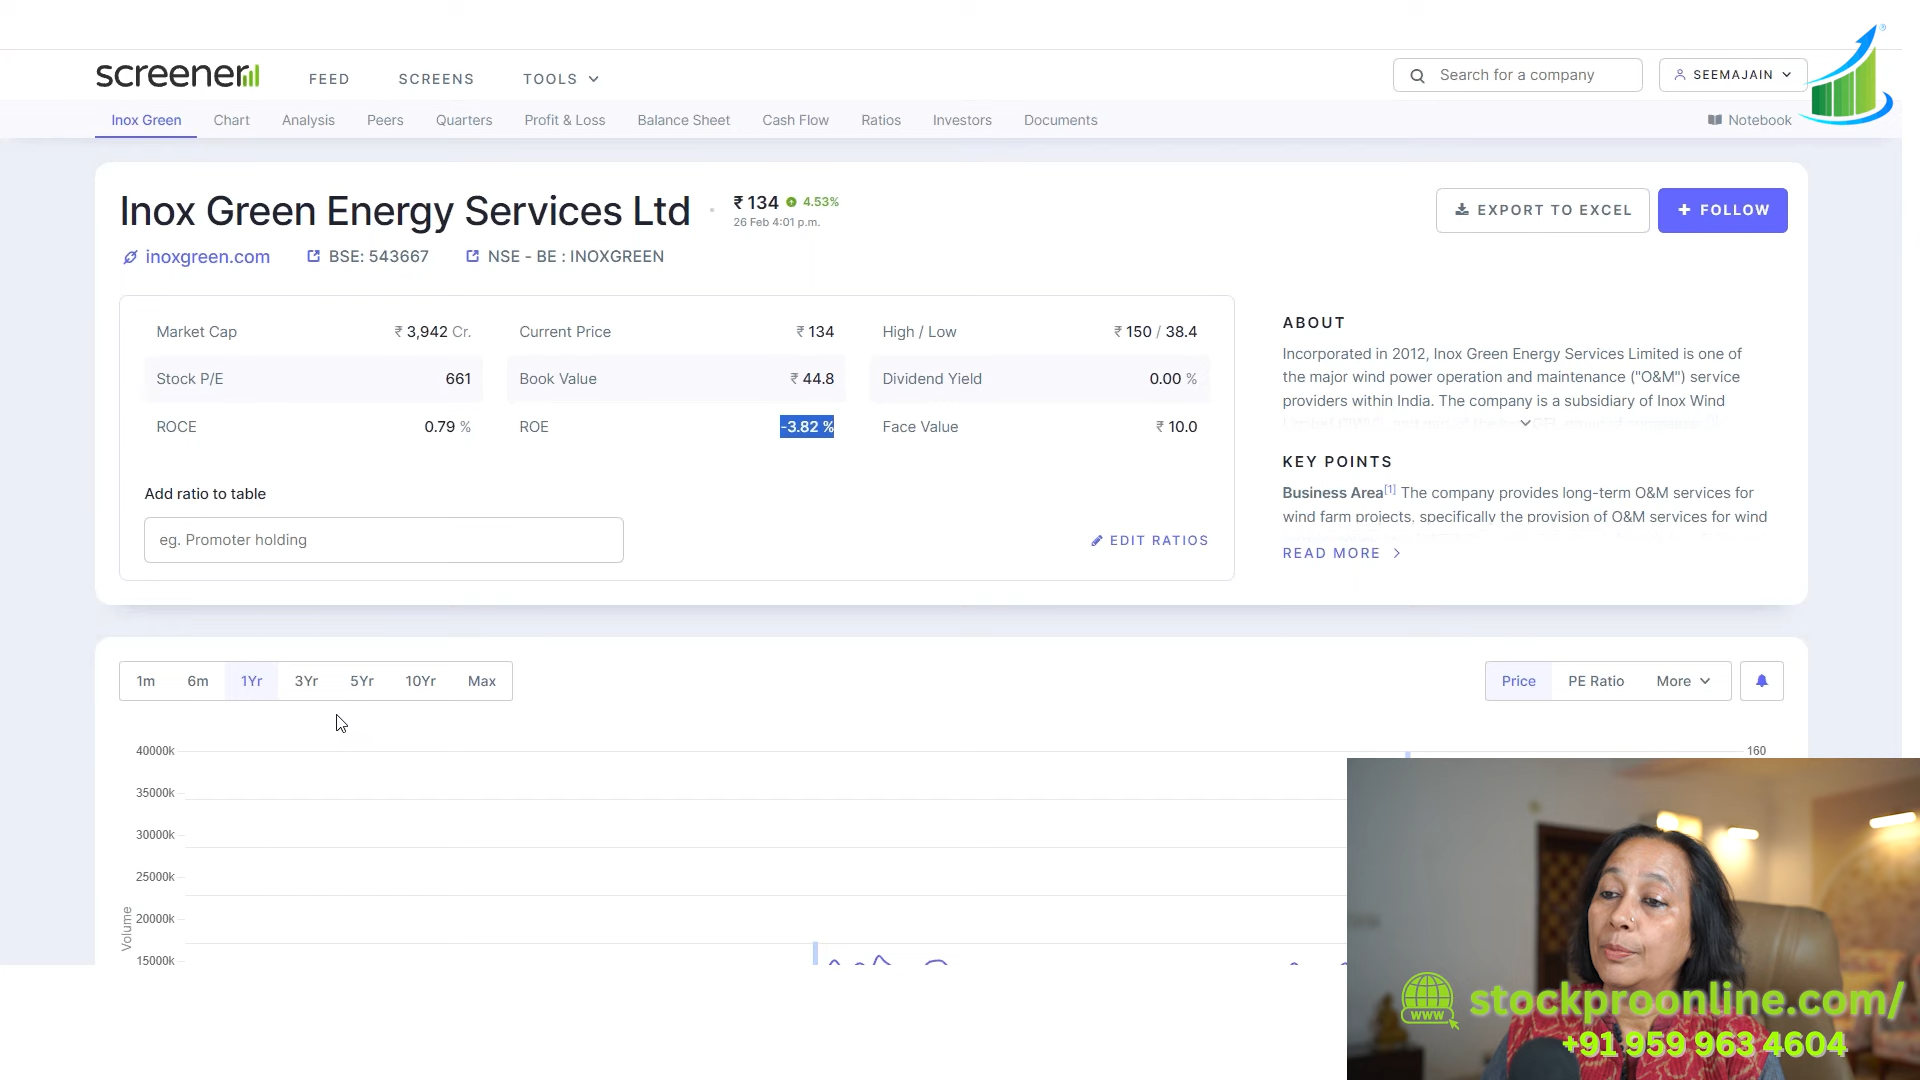 screener
FEED
SCREENS
TOOLS
Search for a company
SEEMAJAIN
Inox Green
Chart
Analysis
Peers
Quarters
Profit & Loss
Balance Sheet
Cash Flow
Ratios
Investors
Documents
Notebook
Inox Green Energy Services Ltd
₹ 134 4.53%
26 Feb 4:01 p.m.
EXPORT TO EXCEL
+ FOLLOW
inoxgreen.com
BSE: 543667
NSE - BE : INOXGREEN
Market Cap ₹ 3,942 Cr.
Current Price ₹ 134
High / Low ₹ 150 / 38.4
Stock P/E 661
Book Value ₹ 44.8
Dividend Yield 0.00 %
ROCE 0.79 %
ROE -3.82 %
Face Value ₹ 10.0
Add ratio to table
eg. Promoter holding
EDIT RATIOS
ABOUT
Incorporated in 2012, Inox Green Energy Services Limited is one of
the major wind power operation and maintenance ("O&M") service
providers within India. The company is a subsidiary of Inox Wind
KEY POINTS
Business Area[1] The company provides long-term O&M services for
wind farm projects, specifically the provision of O&M services for wind
READ MORE
1m
6m
1Yr
3Yr
5Yr
10Yr
Max
Price
PE Ratio
More
40000k
35000k
30000k
25000k
20000k
15000k
Volume
160
www
stockproonline.com/
+91 959 963 4604